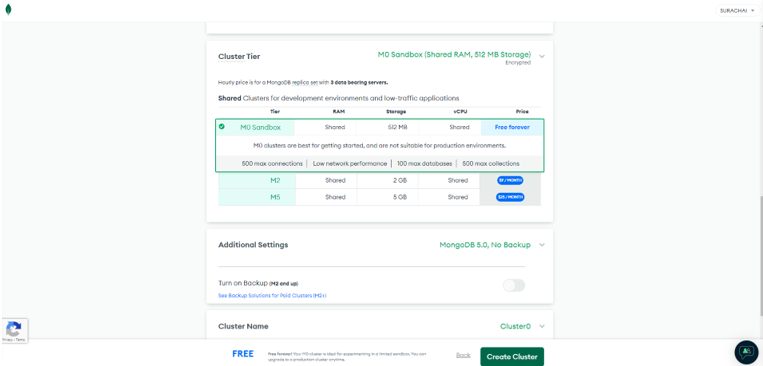 SURACHAI
Cluster Tier
M0 Sandbox (Shared RAM, 512 MB Storage)
Encrypted
Hourly price is for a MongoDB replica set with 3 data bearing servers.
Shared Clusters for development environments and low-traffic applications
Tier RAM Storage vCPU Price
M0 Sandbox Shared 512 MB Shared Free forever
M0 clusters are best for getting started, and are not suitable for production environments.
500 max connections | Low network performance | 100 max databases | 500 max collections
M2 Shared 2 GB Shared $9 / MONTH
M5 Shared 5 GB Shared $25 / MONTH
Additional Settings MongoDB 5.0, No Backup
Turn on Backup (M2 and up)
See Backup Solutions for Paid Clusters (M2+)
Cluster Name Cluster0
Privacy - Terms
FREE
Free forever! Your M0 cluster is ideal for experimenting in a limited sandbox. You can
upgrade to a production cluster anytime.
Back
Create Cluster